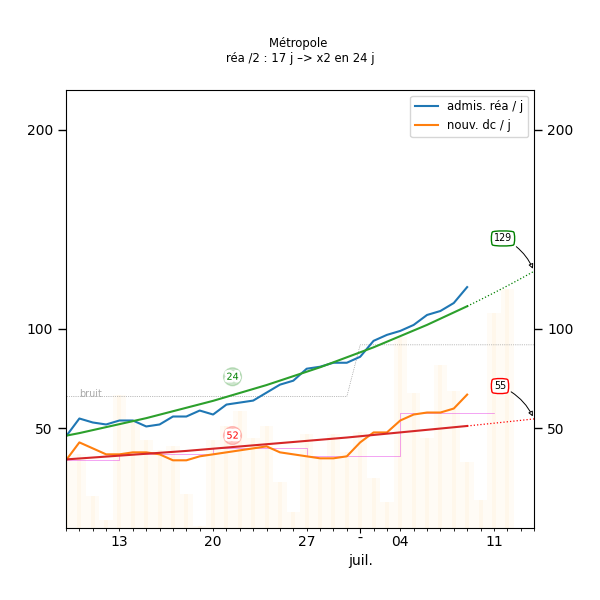 Métropole
réa /2 : 17 j –> x2 en 24 j
admis. réa / j
nouv. dc / j
200
200
129
100
100
24
55
bruit
50
52
50
13
20
27
-
04
11
juil.